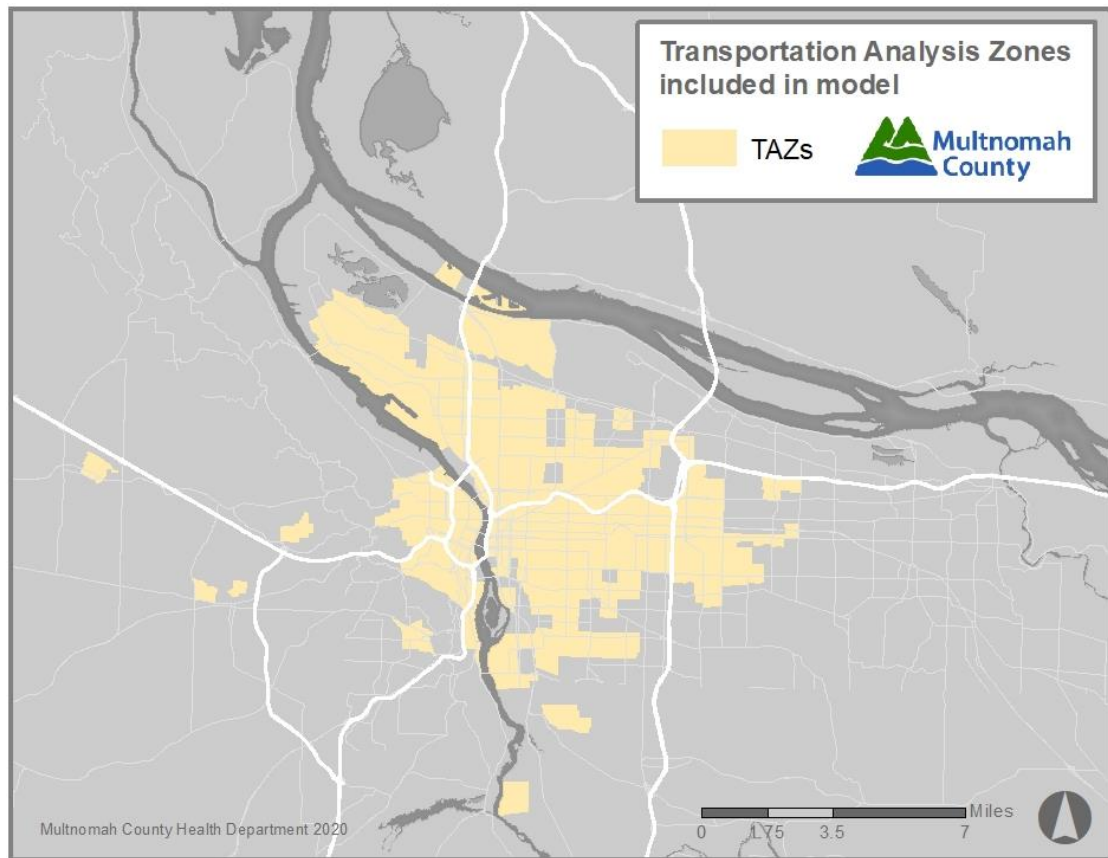 Transportation Analysis Zones
included in model
TAZs
Multnomah
County
Multnomah County Health Department 2020
Miles
0 1.75 3.5 7